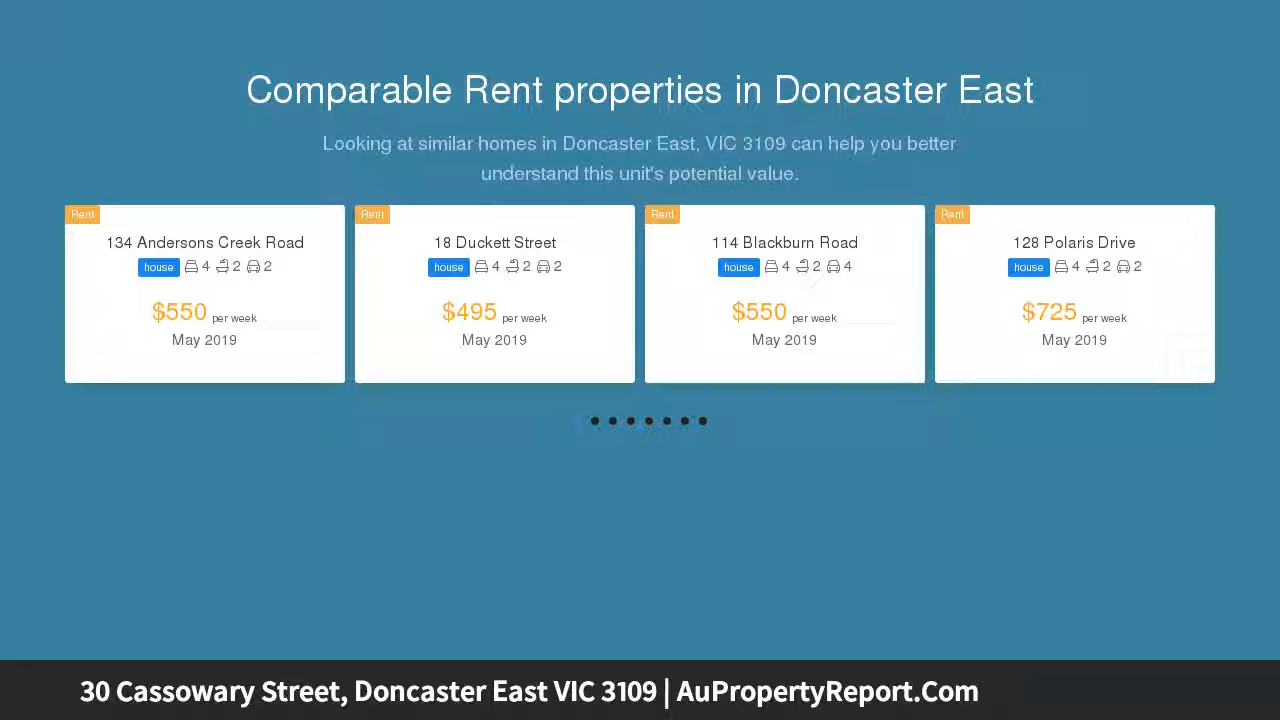 Comparable Rent properties in Doncaster East
Looking at similar homes in Doncaster East, VIC 3109 can help you better
understand this unit's potential value.
Rent
134 Andersons Creek Road
house 4 2 2
$550 per week
May 2019
Rent
18 Duckett Street
house 4 2 2
$495 per week
May 2019
Rent
114 Blackburn Road
house 4 2 4
$550 per week
May 2019
Rent
128 Polaris Drive
house 4 2 2
$725 per week
May 2019
30 Cassowary Street, Doncaster East VIC 3109 | AuPropertyReport.Com